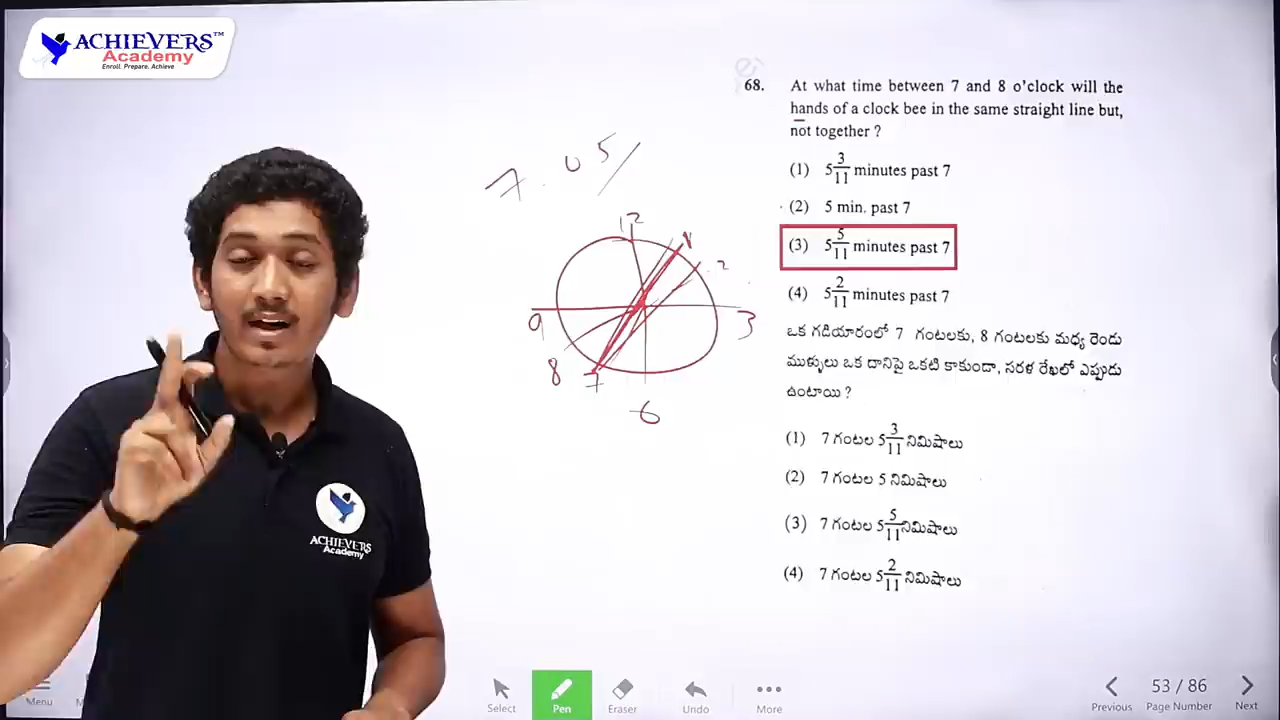 ACHIEVERS™
Academy
Enroll. Prepare. Achieve
68. At what time between 7 and 8 o'clock will the
hands of a clock bee in the same straight line but,
not together ?
(1) 5 3/11 minutes past 7
(2) 5 min. past 7
(3) 5 5/11 minutes past 7
(4) 5 2/11 minutes past 7
ఒక గడియారంలో 7 గంటలకు, 8 గంటలకు మధ్య రెండు
ముళ్ళులు ఒక దానిపై ఒకటి కాకుండా, సరళ రేఖలో ఎప్పుడు
ఉంటాయి ?
(1) 7 గంటల 5 3/11 నిమిషాలు
(2) 7 గంటల 5 నిమిషాలు
(3) 7 గంటల 5 5/11 నిమిషాలు
(4) 7 గంటల 5 2/11 నిమిషాలు
7.05
12
1
2
3
9
8
7
6
ACHIEVERS
Academy
Menu
Select
Pen
Eraser
Undo
More
Previous
53 / 86
Page Number
Next